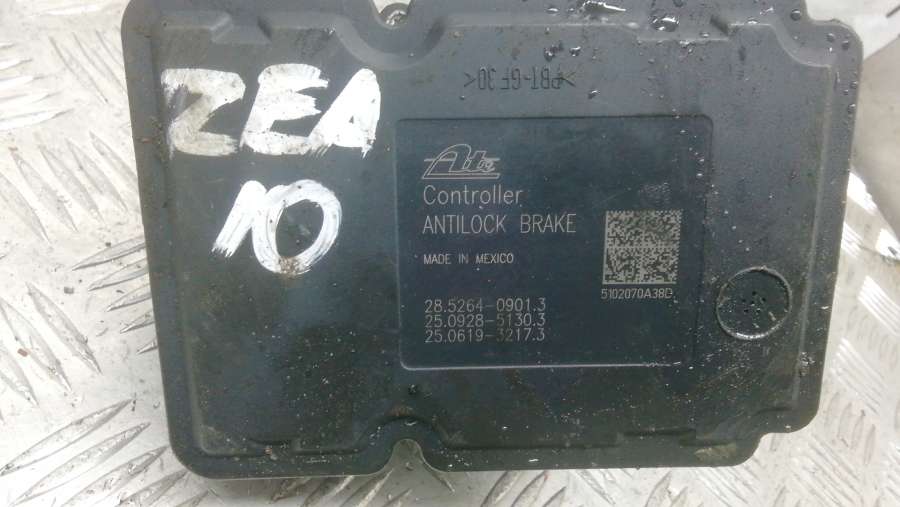 ZEA
10
>PBT-GF30<
Ate
Controller
ANTILOCK BRAKE
MADE IN MEXICO
5102070A38D
28.5264-0901.3
25.0928-5130.3
25.0619-3217.3